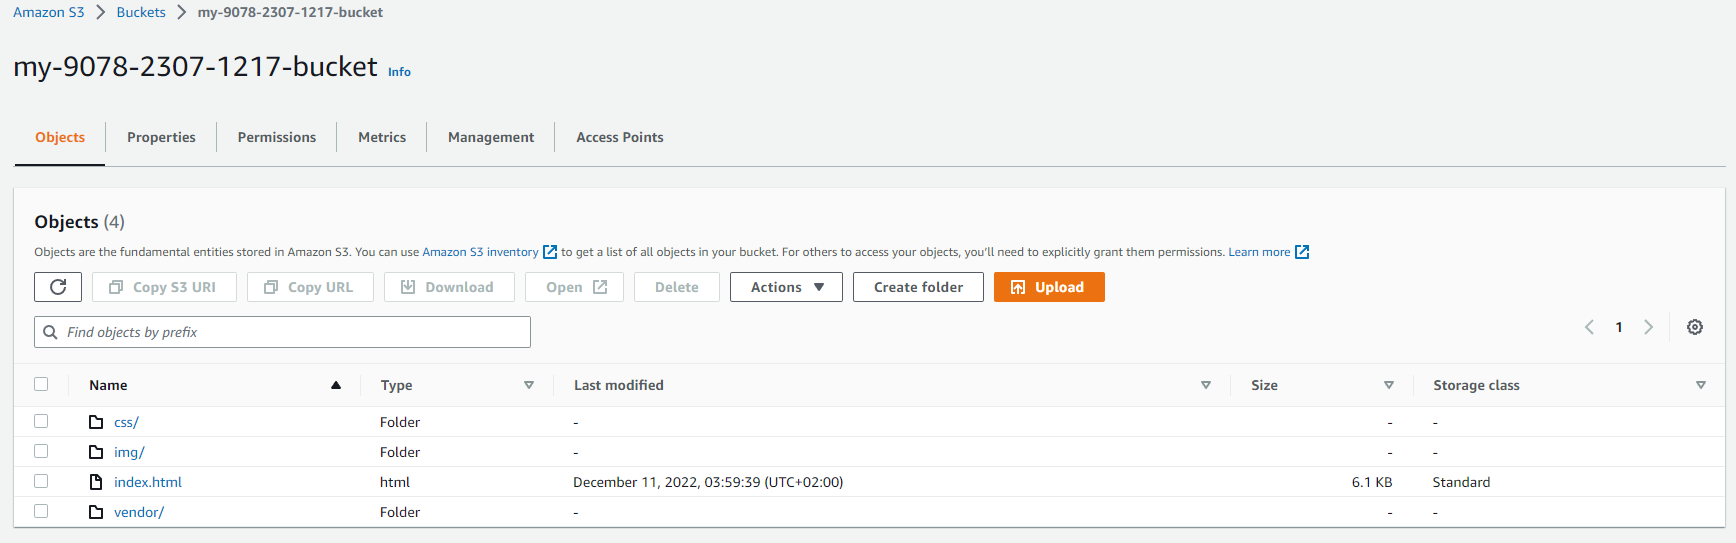 Amazon S3 > Buckets > my-9078-2307-1217-bucket
my-9078-2307-1217-bucket Info
Objects Properties Permissions Metrics Management Access Points
Objects (4)
Objects are the fundamental entities stored in Amazon S3. You can use Amazon S3 inventory to get a list of all objects in your bucket. For others to access your objects, you’ll need to explicitly grant them permissions. Learn more
Copy S3 URI Copy URL Download Open Delete Actions Create folder Upload
Find objects by prefix 1
Name Type Last modified Size Storage class
css/ Folder - - -
img/ Folder - - -
index.html html December 11, 2022, 03:59:39 (UTC+02:00) 6.1 KB Standard
vendor/ Folder - - -